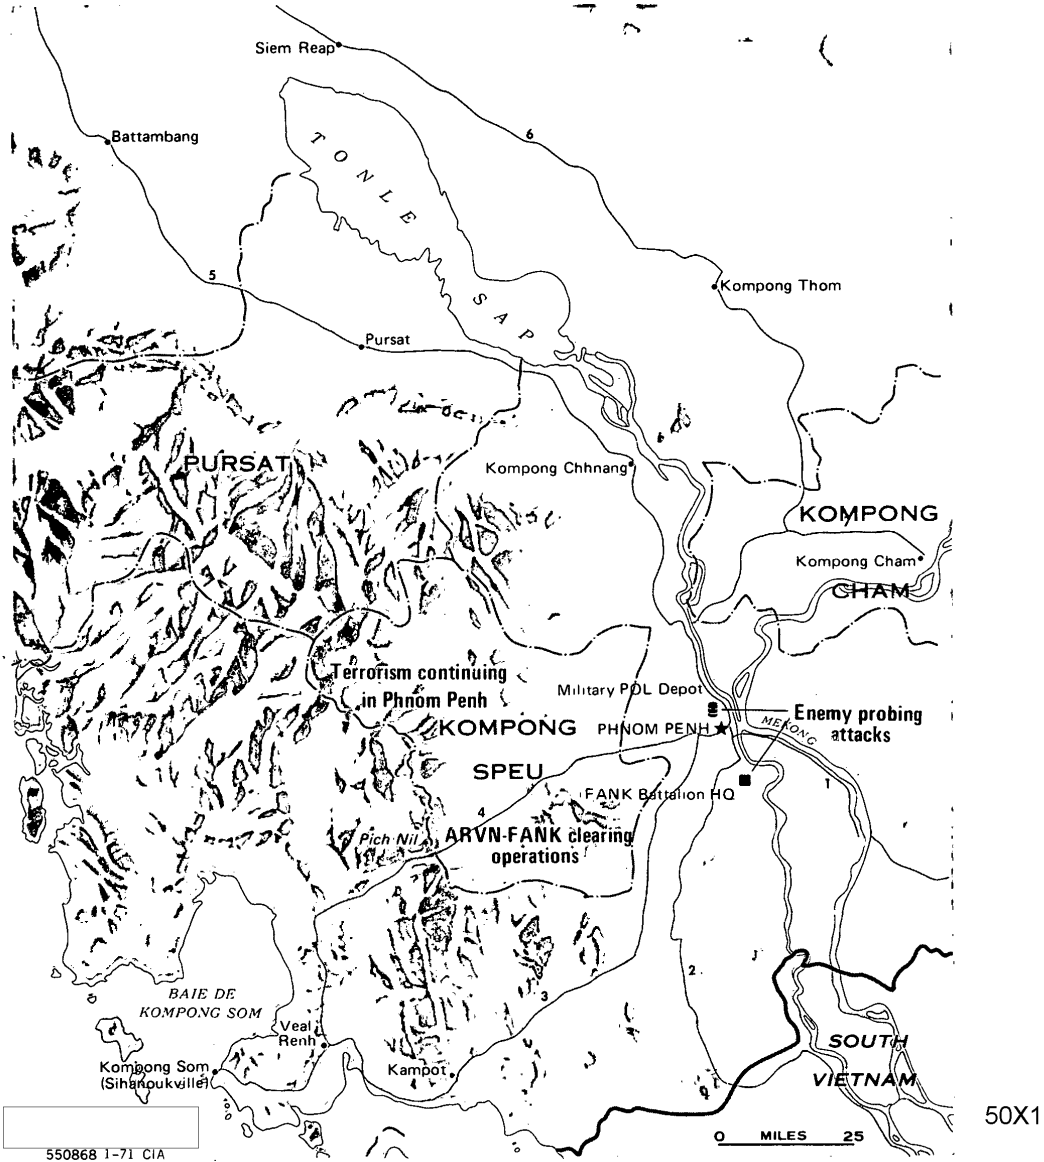 Siem Reap
6
Battambang
TONLE SAP
5
Kompong Thom
Pursat
PURSAT
Kompong Chhnang
KOMPONG
CHAM
Kompong Cham
Terrorism continuing
in Phnom Penh
Military POL Depot
KOMPONG
SPEU
PHNOM PENH
MEKONG
Enemy probing
attacks
1
FANK Battalion HQ
4
Pich Nil
ARVN-FANK clearing
operations
2
3
BAIE DE
KOMPONG SOM
Veal
Renh
Kompong Som
(Sihanoukville)
Kampot
SOUTH
VIETNAM
50X1
0 MILES 25
550868 1-71 CIA